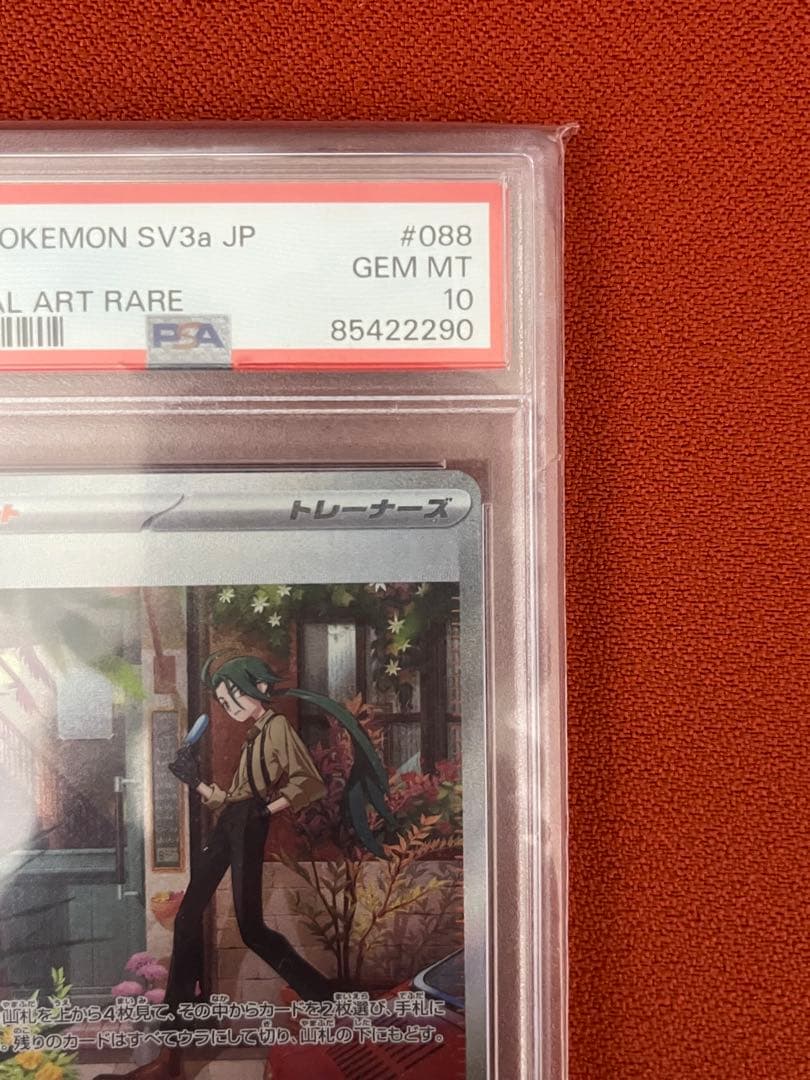 OKEMON SV3a JP #088
GEM MT
AL ART RARE 10
PSA 85422290
ト トレーナーズ
山札を上から4枚見て、その中からカードを2枚選び、手札に
。残りのカードはすべてウラにして切り、山札の下にもどす。